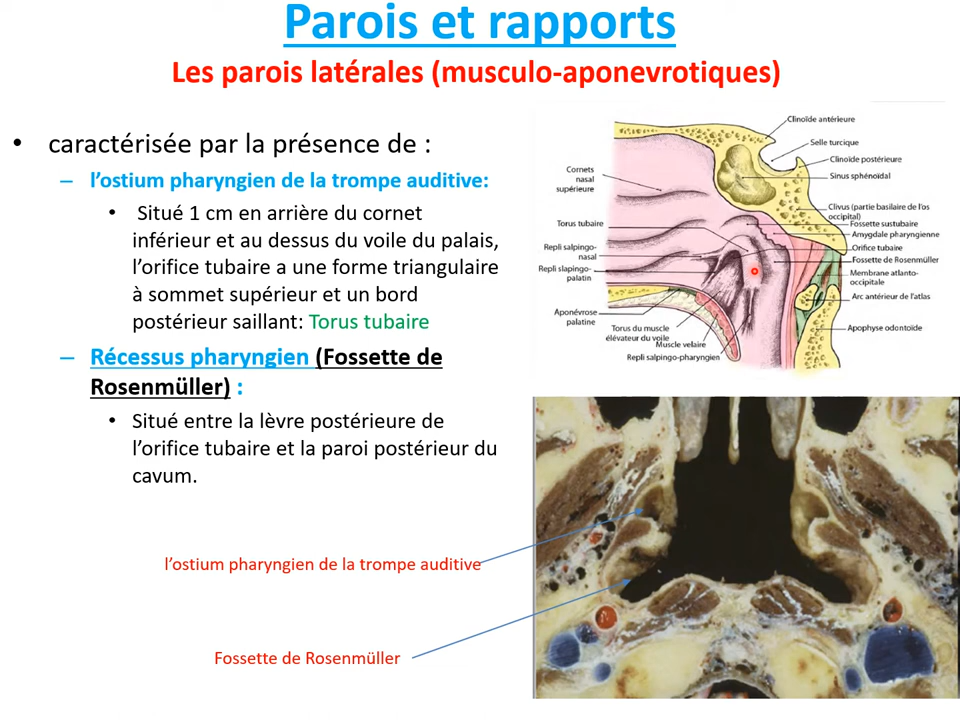 Parois et rapports
Les parois latérales (musculo-aponevrotiques)
• caractérisée par la présence de :
– l'ostium pharyngien de la trompe auditive:
• Situé 1 cm en arrière du cornet
inférieur et au dessus du voile du palais,
l'orifice tubaire a une forme triangulaire
à sommet supérieur et un bord
postérieur saillant: Torus tubaire
– Récessus pharyngien (Fossette de
Rosenmüller) :
• Situé entre la lèvre postérieure de
l'orifice tubaire et la paroi postérieur du
cavum.
l'ostium pharyngien de la trompe auditive
Fossette de Rosenmüller
Cornets
nasal
supérieure
Torus tubaire
Repli salpingo-
nasal
Repli slapingo-
palatin
Aponévrose
palatine
Torus du muscle
élévateur du voile
Muscle velaire
Repli salpingo-pharyngien
Clinoïde antérieure
Selle turcique
Clinoïde postérieure
Sinus sphénoïdal
Clivus (partie basilaire de l'os
occipital)
Fossette sustubaire
Amygdale pharyngienne
Orifice tubaire
Fossette de Rosenmüller
Membrane atlanto-
occipitale
Arc antérieur de l'atlas
Apophyse odontoïde